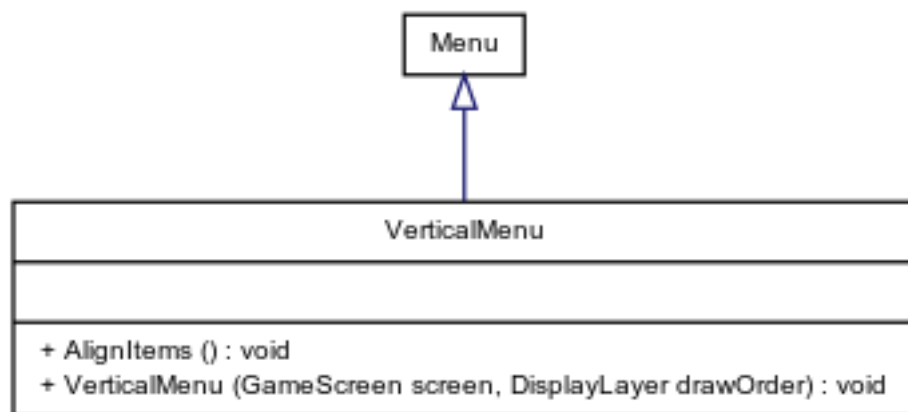 Menu
VerticalMenu
+ AlignItems () : void
+ VerticalMenu (GameScreen screen, DisplayLayer drawOrder) : void